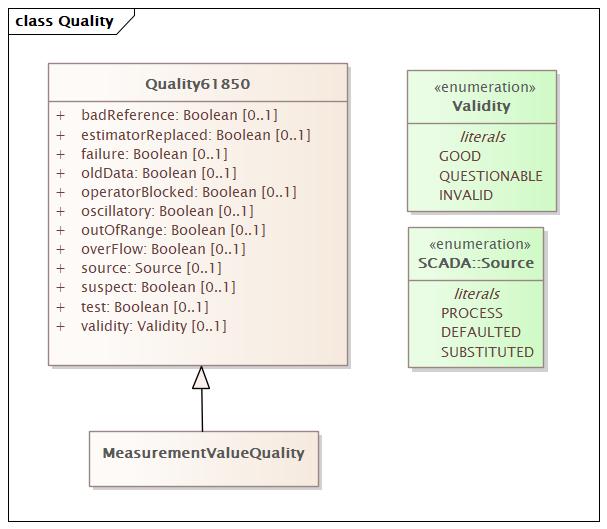 class Quality
Quality61850
+ badReference: Boolean [0..1]
+ estimatorReplaced: Boolean [0..1]
+ failure: Boolean [0..1]
+ oldData: Boolean [0..1]
+ operatorBlocked: Boolean [0..1]
+ oscillatory: Boolean [0..1]
+ outOfRange: Boolean [0..1]
+ overFlow: Boolean [0..1]
+ source: Source [0..1]
+ suspect: Boolean [0..1]
+ test: Boolean [0..1]
+ validity: Validity [0..1]
MeasurementValueQuality
«enumeration»
Validity
literals
GOOD
QUESTIONABLE
INVALID
«enumeration»
SCADA::Source
literals
PROCESS
DEFAULTED
SUBSTITUTED